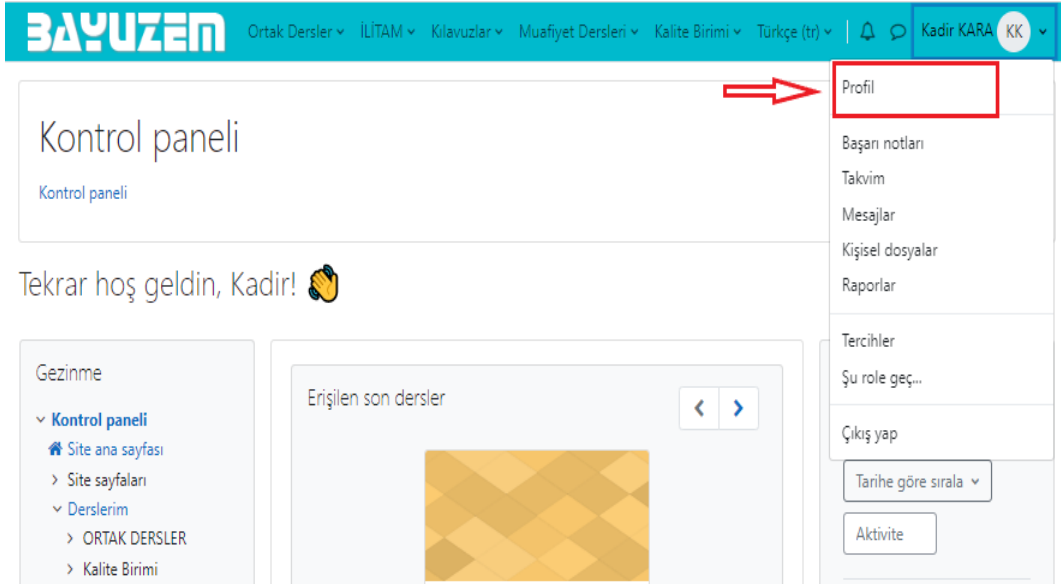 BAYUZEM
Ortak Dersler İLİTAM Kılavuzlar Muafiyet Dersleri Kalite Birimi Türkçe (tr) Kadir KARA KK
Profil
Başarı notları
Takvim
Mesajlar
Kişisel dosyalar
Raporlar
Tercihler
Şu role geç...
Çıkış yap
Kontrol paneli
Kontrol paneli
Tekrar hoş geldin, Kadir!
Gezinme
Kontrol paneli
Site ana sayfası
Site sayfaları
Derslerim
ORTAK DERSLER
Kalite Birimi
Erişilen son dersler
Tarihe göre sırala
Aktivite